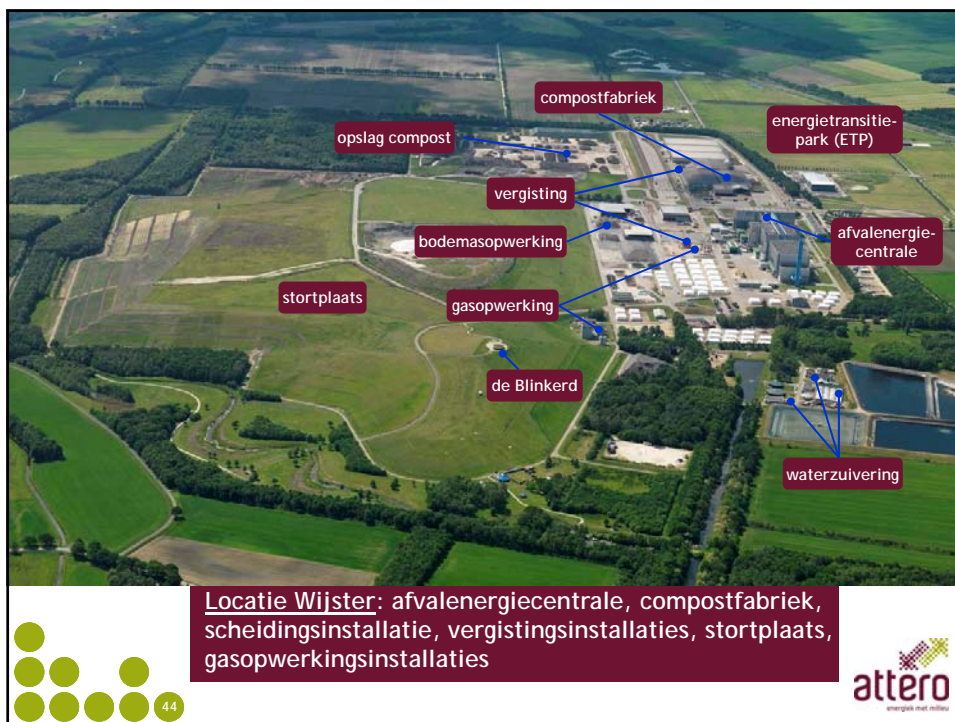 compostfabriek
energietransitie-
park (ETP)
opslag compost
vergisting
bodemasopwerking
afvalenergie-
centrale
stortplaats
gasopwerking
de Blinkerd
waterzuivering
Locatie Wijster: afvalenergiecentrale, compostfabriek,
scheidingsinstallatie, vergistingsinstallaties, stortplaats,
gasopwerkingsinstallaties
44
attero
energiek met milieu